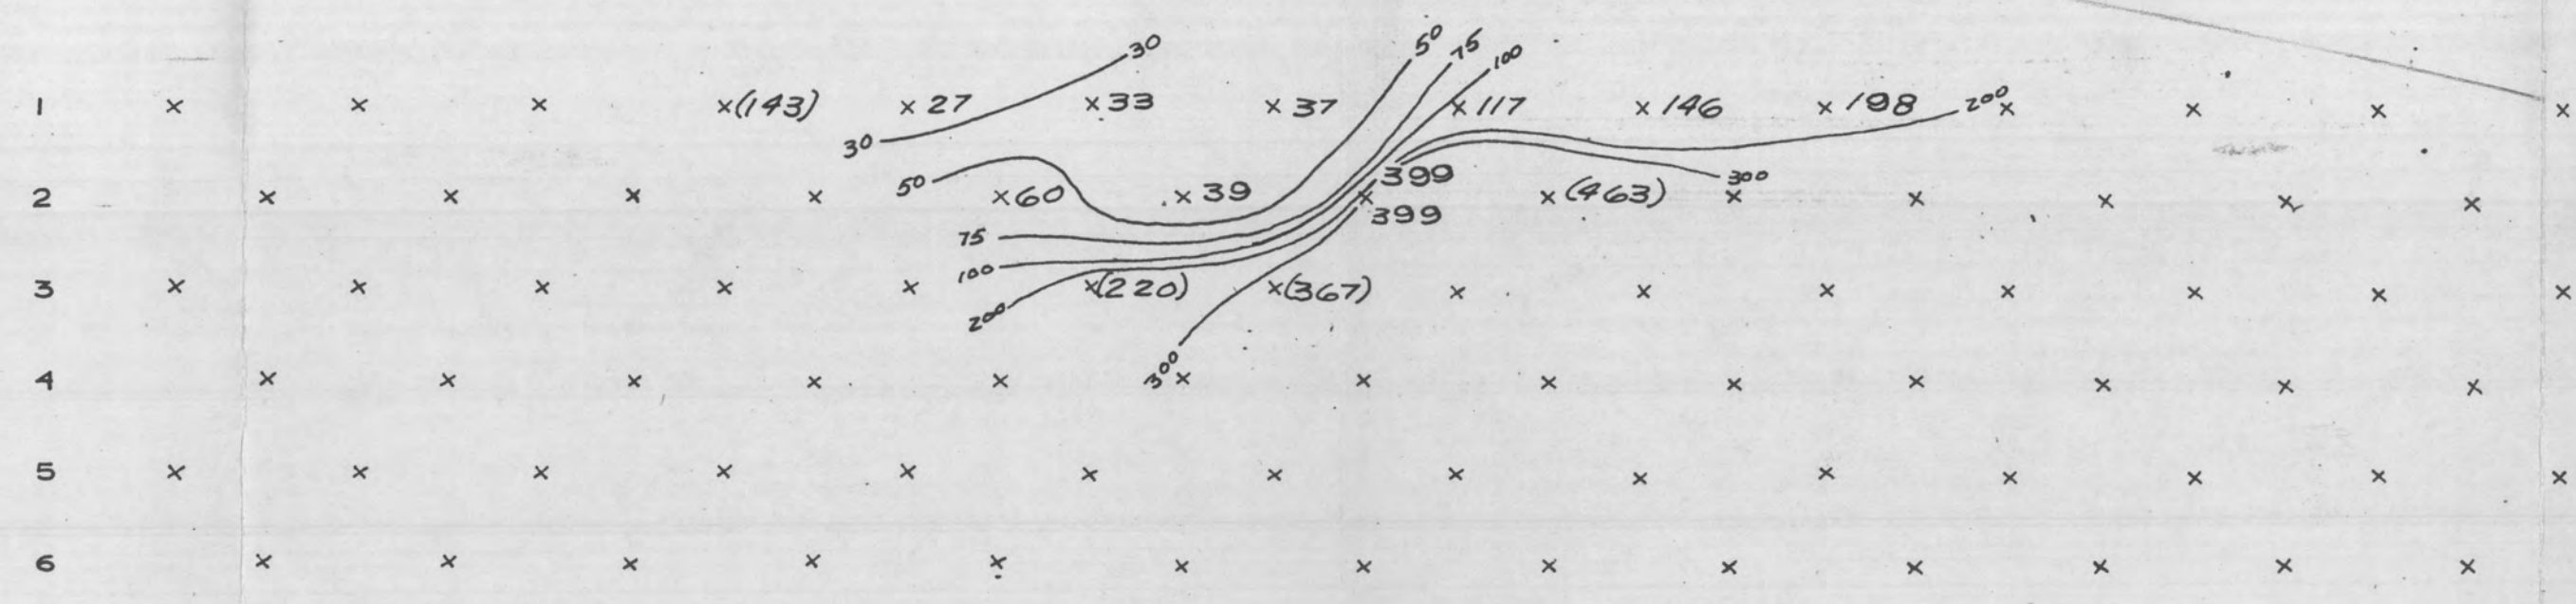 30 50 75 100
1 × × × ×(143) ×27 ×33 ×37 ×117 ×146 ×198 200 × × × ×
30
399 300
2 × × × × 50 ×60 ×39 × ×(463) × × × × ×
399
75
100
3 × × × × × ×(220) ×(367) × × × × × × ×
200
300
4 × × × × × × × × × × × × ×
5 × × × × × × × × × × × × × ×
6 × × × × × × × × × × × × ×